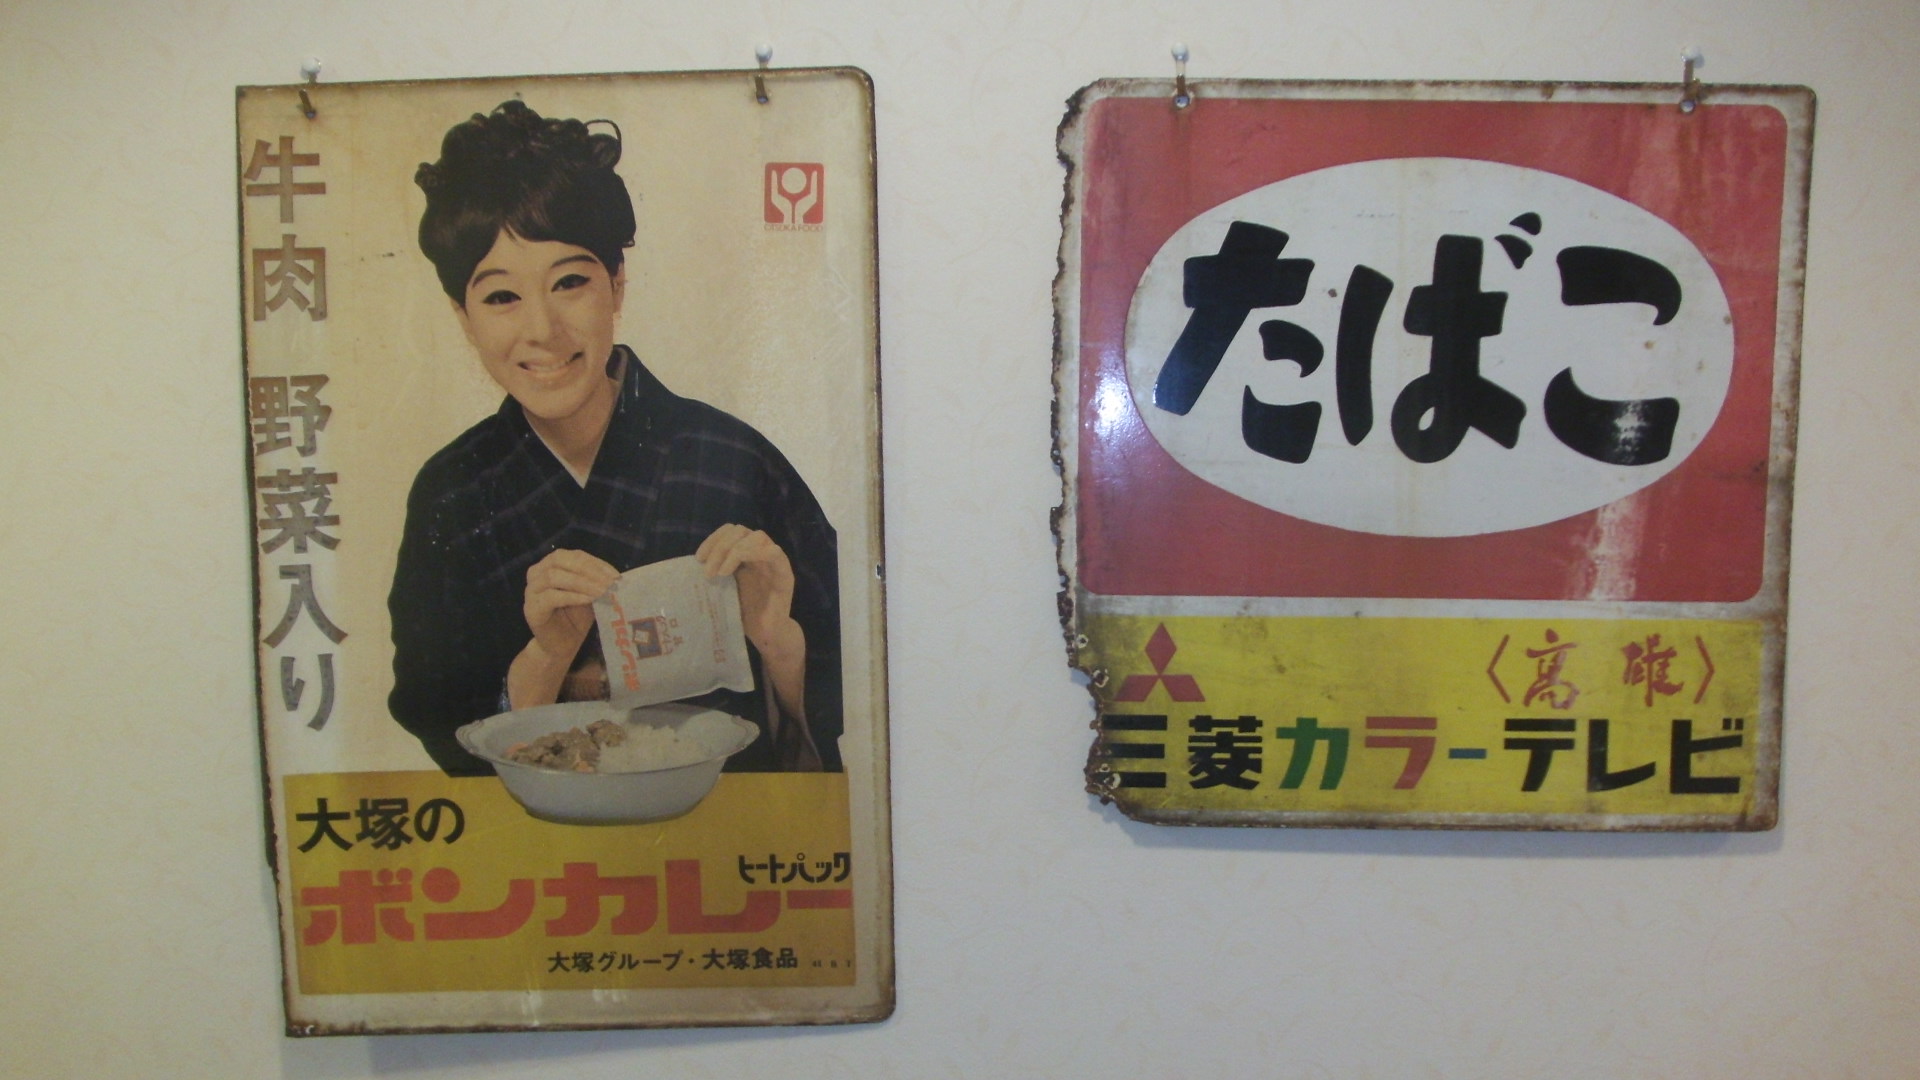 牛肉 野菜入り
OTSUKA FOOD
大塚の
ヒートパック
ボンカレー
大塚グループ・大塚食品
たばこ
〈高雄〉
三菱カラーテレビ